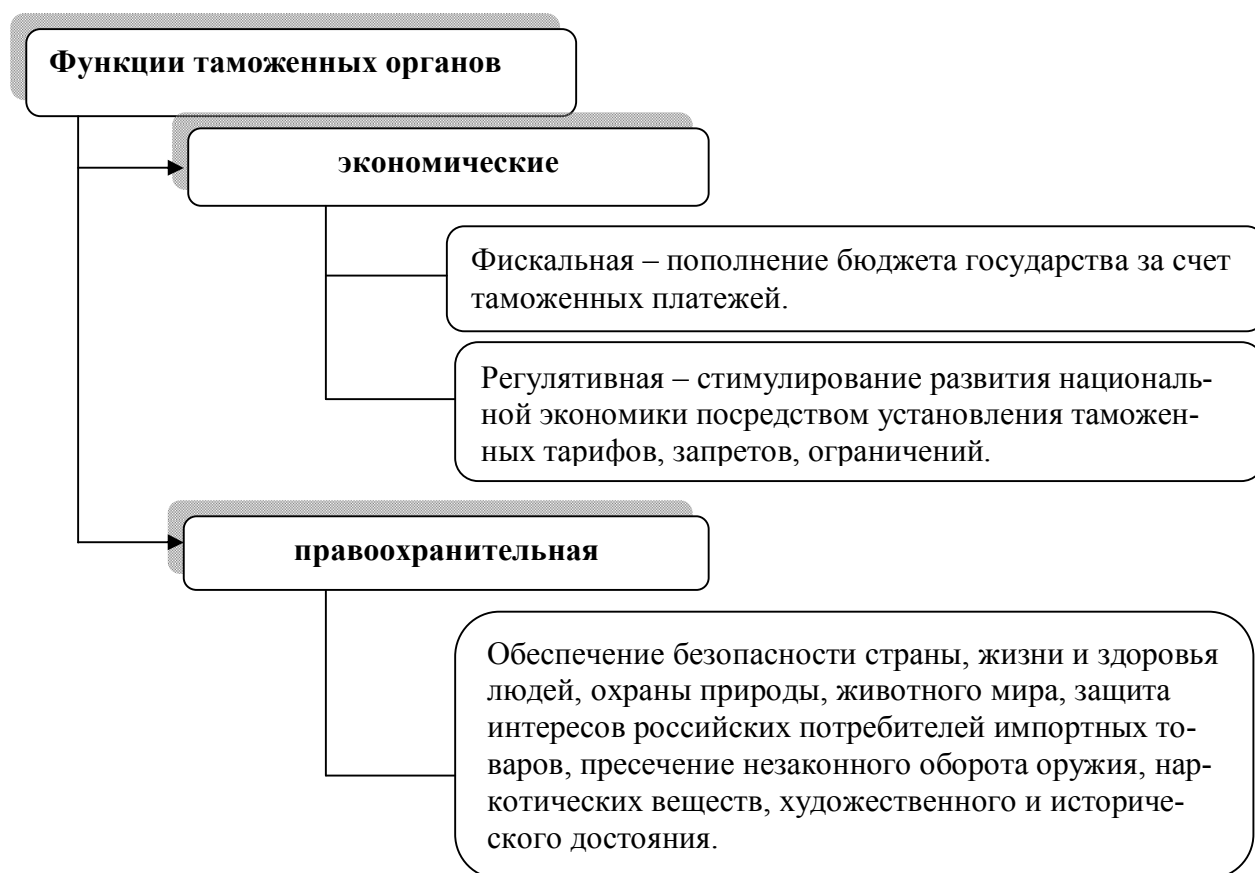 Функции таможенных органов
экономические
Фискальная – пополнение бюджета государства за счет
таможенных платежей.
Регулятивная – стимулирование развития националь-
ной экономики посредством установления таможен-
ных тарифов, запретов, ограничений.
правоохранительная
Обеспечение безопасности страны, жизни и здоровья
людей, охраны природы, животного мира, защита
интересов российских потребителей импортных то-
варов, пресечение незаконного оборота оружия, нар-
котических веществ, художественного и историче-
ского достояния.